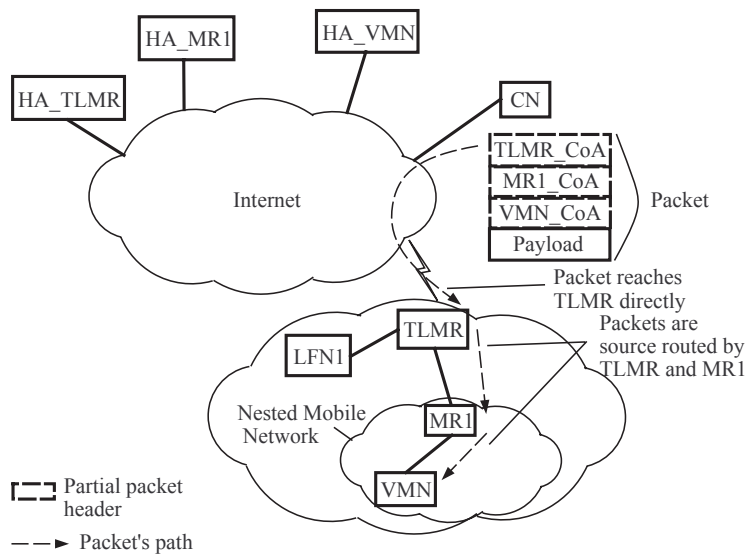 HA_MR1
HA_VMN
HA_TLMR
CN
TLMR_CoA
MR1_CoA
VMN_CoA
Payload
Packet
Internet
Packet reaches
TLMR directly
Packets are
source routed by
TLMR and MR1
TLMR
LFN1
Nested Mobile
Network
MR1
VMN
Partial packet
header
Packet's path